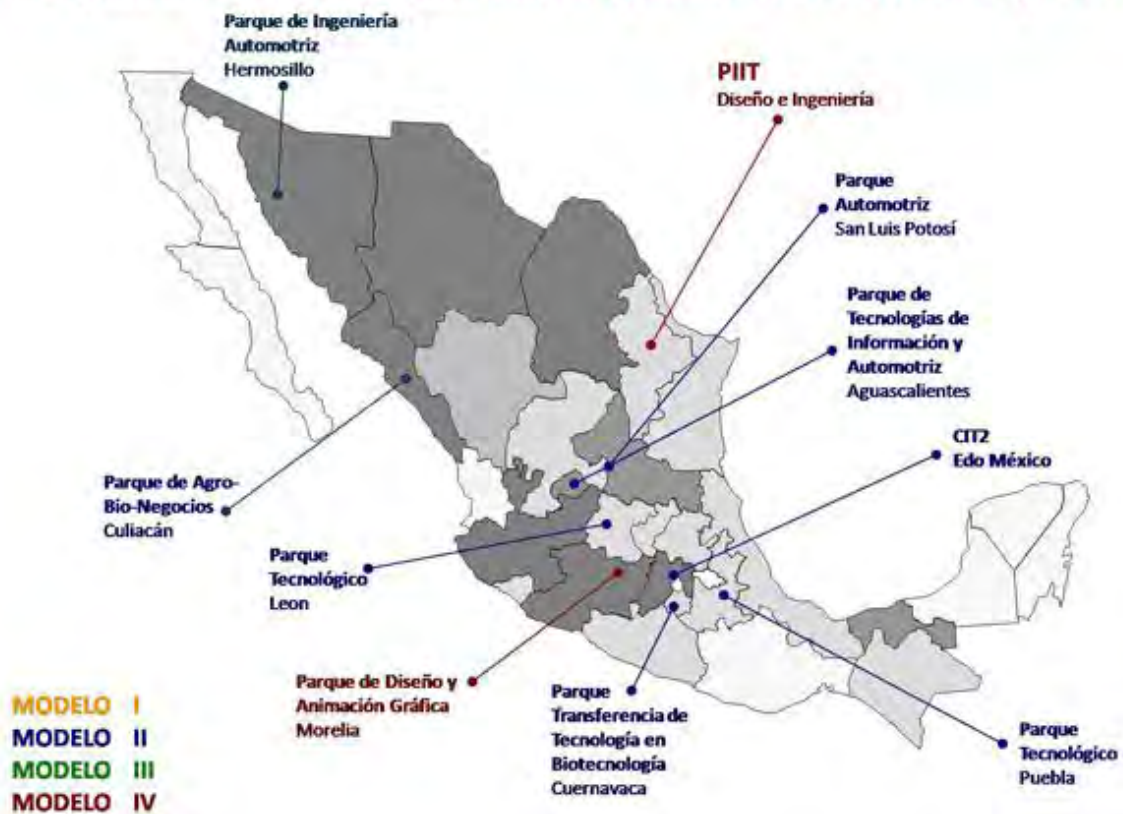 Parque de Ingeniería
Automotriz
Hermosillo
PIIT
Diseño e Ingeniería
Parque
Automotriz
San Luis Potosí
Parque de
Tecnologías de
Información y
Automotriz
Aguascalientes
CIT2
Edo México
Parque de Agro-
Bio-Negocios
Culiacán
Parque
Tecnológico
Leon
Parque de Diseño y
Animación Gráfica
Morelia
Parque
Transferencia de
Tecnología en
Biotecnología
Cuernavaca
Parque
Tecnológico
Puebla
MODELO I
MODELO II
MODELO III
MODELO IV